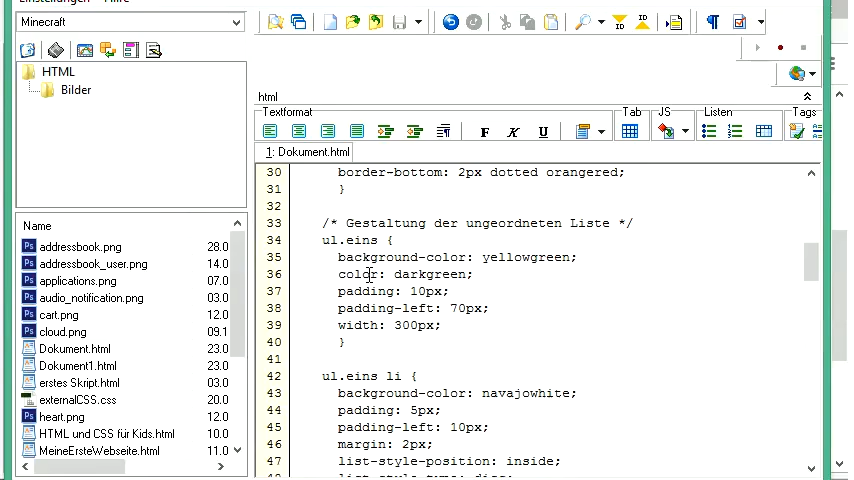 Einstellungen Hilfe
Minecraft
HTML
Bilder
html
Textformat Tab JS Listen Tags
F K U
1: Dokument.html
30 border-bottom: 2px dotted orangered;
31 }
32
33 /* Gestaltung der ungeordneten Liste */
34 ul.eins {
35 background-color: yellowgreen;
36 color: darkgreen;
37 padding: 10px;
38 padding-left: 70px;
39 width: 300px;
40 }
41
42 ul.eins li {
43 background-color: navajowhite;
44 padding: 5px;
45 padding-left: 10px;
46 margin: 2px;
47 list-style-position: inside;
48 list-style-type: disc;
Name
addressbook.png 28.0
addressbook_user.png 14.0
applications.png 07.0
audio_notification.png 03.0
cart.png 12.0
cloud.png 09.1
Dokument.html 23.0
Dokument1.html 23.0
erstes Skript.html 03.0
externalCSS.css 20.0
heart.png 12.0
HTML und CSS für Kids.html 10.0
MeineErsteWebseite.html 11.0